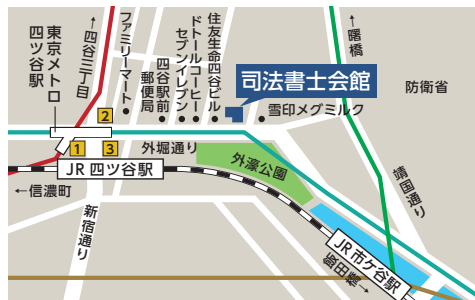 東京メトロ
四ツ谷駅
←四谷三丁目
ファミリーマート
四谷駅前
郵便局
セブンイレブン
ドトールコーヒー
住友生命四谷ビル
司法書士会館
雪印メグミルク
→曙橋
防衛省
2
1
3
外堀通り
JR 四ツ谷駅
外濠公園
←信濃町
新宿通り
靖国通り
JR市ケ谷駅
飯田橋→